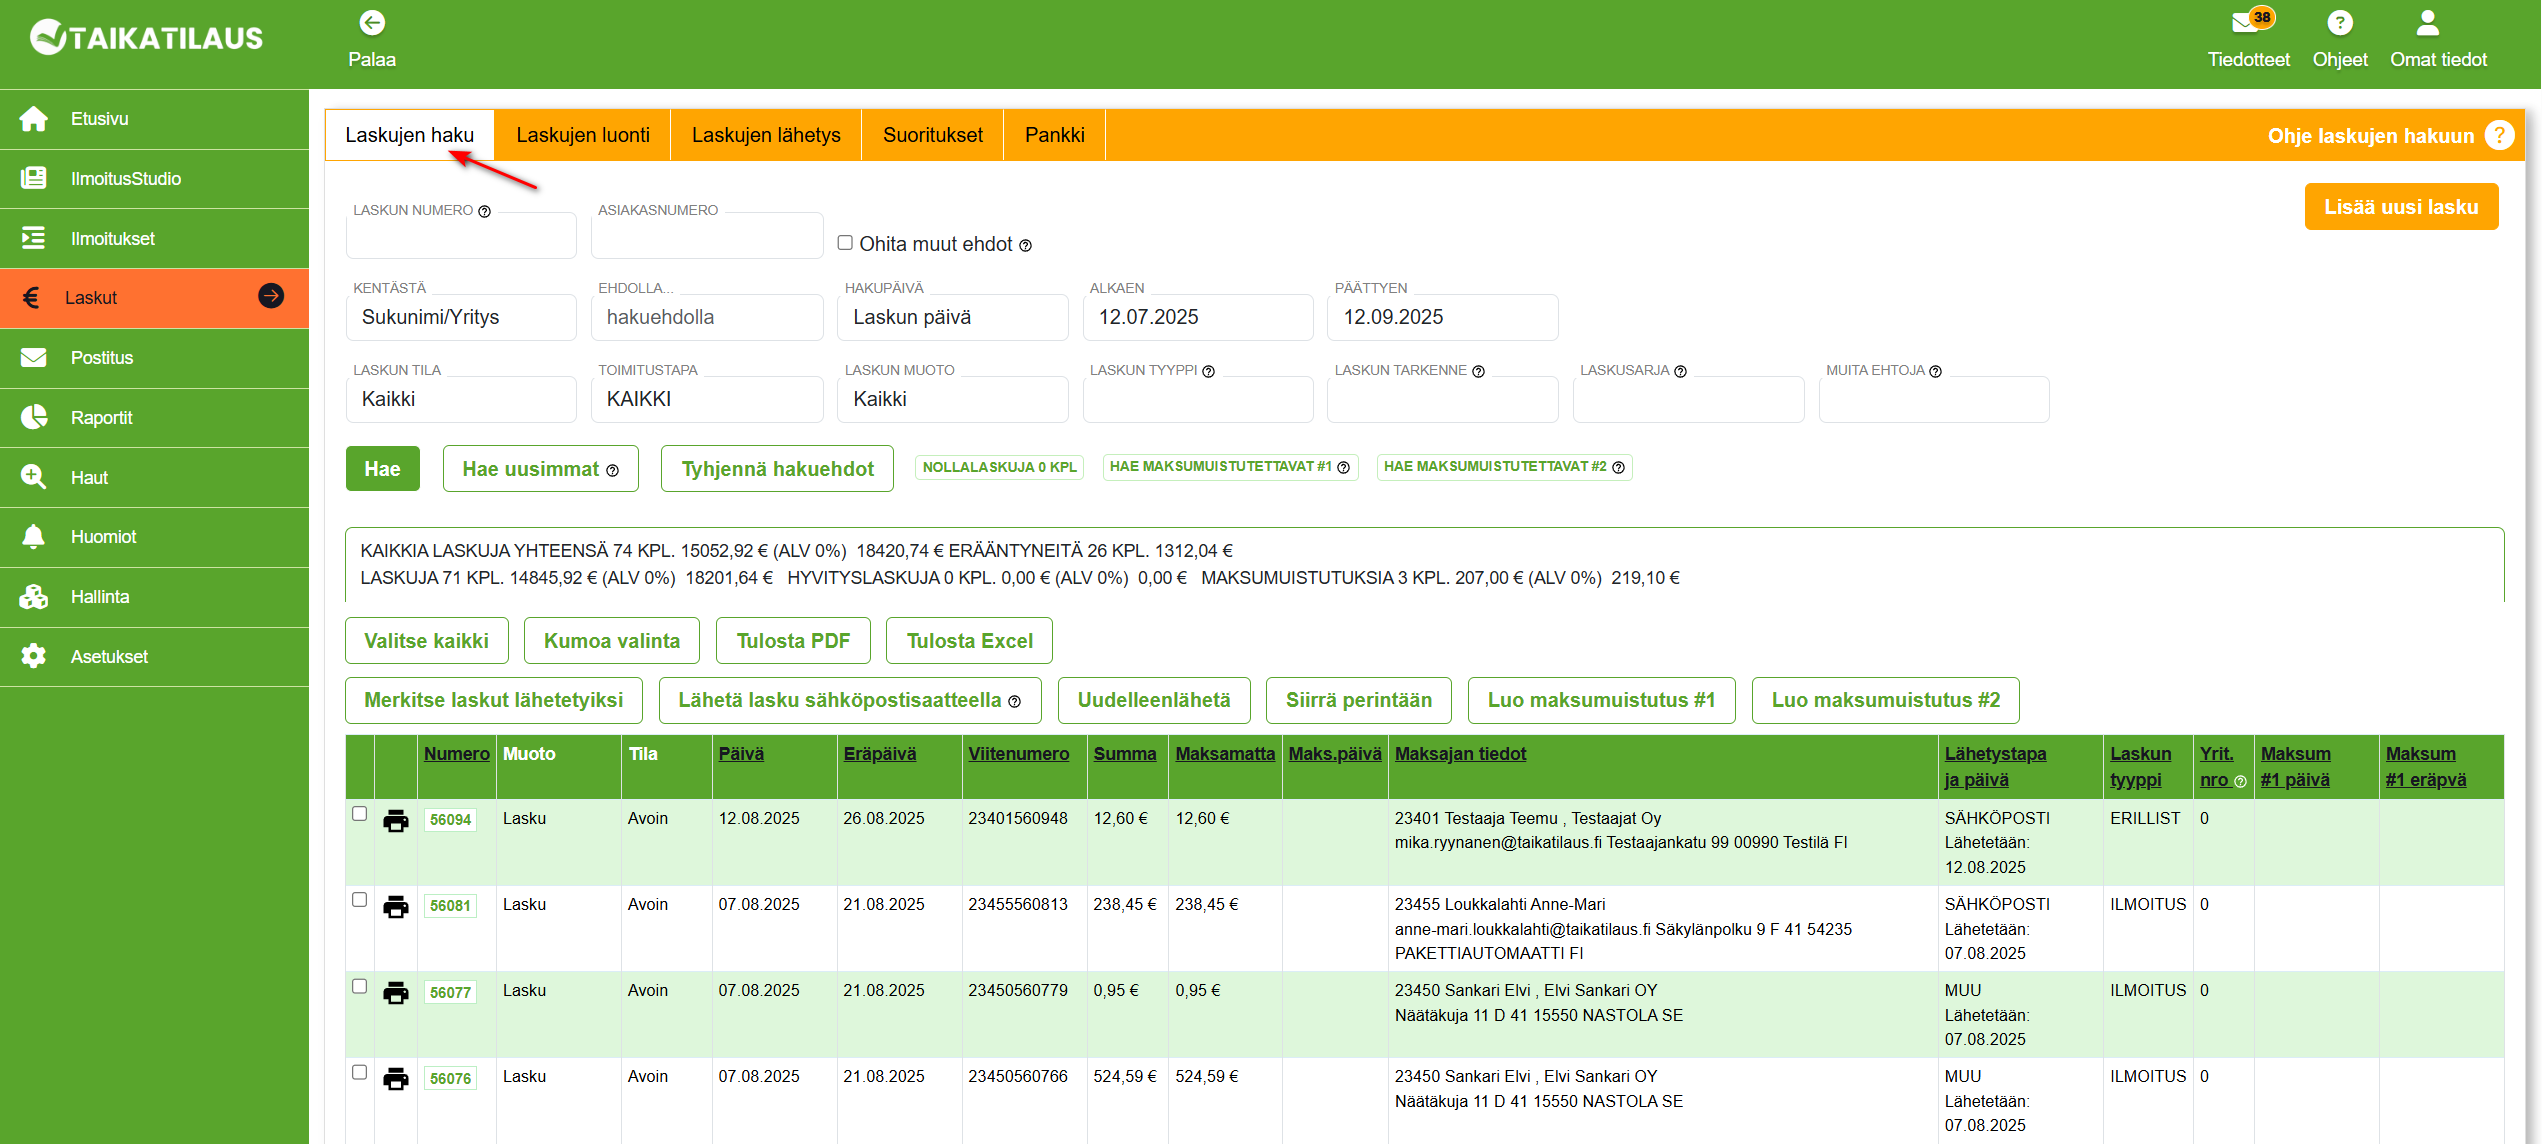 TAIKATILAUS
Palaa
38
Tiedotteet
Ohjeet
Omat tiedot
Etusivu
IlmoitusStudio
Ilmoitukset
Laskut
Postitus
Raportit
Haut
Huomiot
Hallinta
Asetukset
Laskujen haku
Laskujen luonti
Laskujen lähetys
Suoritukset
Pankki
Ohje laskujen hakuun ?
LASKUN NUMERO ?
ASIAKASNUMERO
Ohita muut ehdot ?
Lisää uusi lasku
KENTÄSTÄ
EHDOLLA...
HAKUPÄIVÄ
ALKAEN
PÄÄTTYEN
Sukunimi/Yritys
hakuehdolla
Laskun päivä
12.07.2025
12.09.2025
LASKUN TILA
TOIMITUSTAPA
LASKUN MUOTO
LASKUN TYYPPI ?
LASKUN TARKENNE ?
LASKUSARJA ?
MUITA EHTOJA ?
Kaikki
KAIKKI
Kaikki
Hae
Hae uusimmat ?
Tyhjennä hakuehdot
NOLLALASKUJA 0 KPL
HAE MAKSUMUISTUTETTAVAT #1 ?
HAE MAKSUMUISTUTETTAVAT #2 ?
KAIKKIA LASKUJA YHTEENSÄ 74 KPL. 15052,92 € (ALV 0%) 18420,74 € ERÄÄNTYNEITÄ 26 KPL. 1312,04 €
LASKUJA 71 KPL. 14845,92 € (ALV 0%) 18201,64 € HYVITYSLASKUJA 0 KPL. 0,00 € (ALV 0%) 0,00 € MAKSUMUISTUTUKSIA 3 KPL. 207,00 € (ALV 0%) 219,10 €
Valitse kaikki
Kumoa valinta
Tulosta PDF
Tulosta Excel
Merkitse laskut lähetetyiksi
Lähetä lasku sähköpostisaatteella ?
Uudelleenlähetä
Siirrä perintään
Luo maksumuistutus #1
Luo maksumuistutus #2
Numero Muoto Tila Päivä Eräpäivä Viitenumero Summa Maksamatta Maks.päivä Maksajan tiedot Lähetystapa Laskun Yrit. Maksum Maksum
ja päivä tyyppi nro ? #1 päivä #1 eräpvä
56094 Lasku Avoin 12.08.2025 26.08.2025 23401560948 12,60 € 12,60 € 23401 Testaaja Teemu , Testaajat Oy SÄHKÖPOSTI ERILLIST 0
mika.ryynanen@taikatilaus.fi Testaajankatu 99 00990 Testilä FI Lähetetään:
12.08.2025
56081 Lasku Avoin 07.08.2025 21.08.2025 23455560813 238,45 € 238,45 € 23455 Loukkalahti Anne-Mari SÄHKÖPOSTI ILMOITUS 0
anne-mari.loukkalahti@taikatilaus.fi Säkylänpolku 9 F 41 54235 Lähetetään:
PAKETTIAUTOMAATTI FI 07.08.2025
56077 Lasku Avoin 07.08.2025 21.08.2025 23450560779 0,95 € 0,95 € 23450 Sankari Elvi , Elvi Sankari OY MUU ILMOITUS 0
Näätäkuja 11 D 41 15550 NASTOLA SE Lähetetään:
07.08.2025
56076 Lasku Avoin 07.08.2025 21.08.2025 23450560766 524,59 € 524,59 € 23450 Sankari Elvi , Elvi Sankari OY MUU ILMOITUS 0
Näätäkuja 11 D 41 15550 NASTOLA SE Lähetetään:
07.08.2025